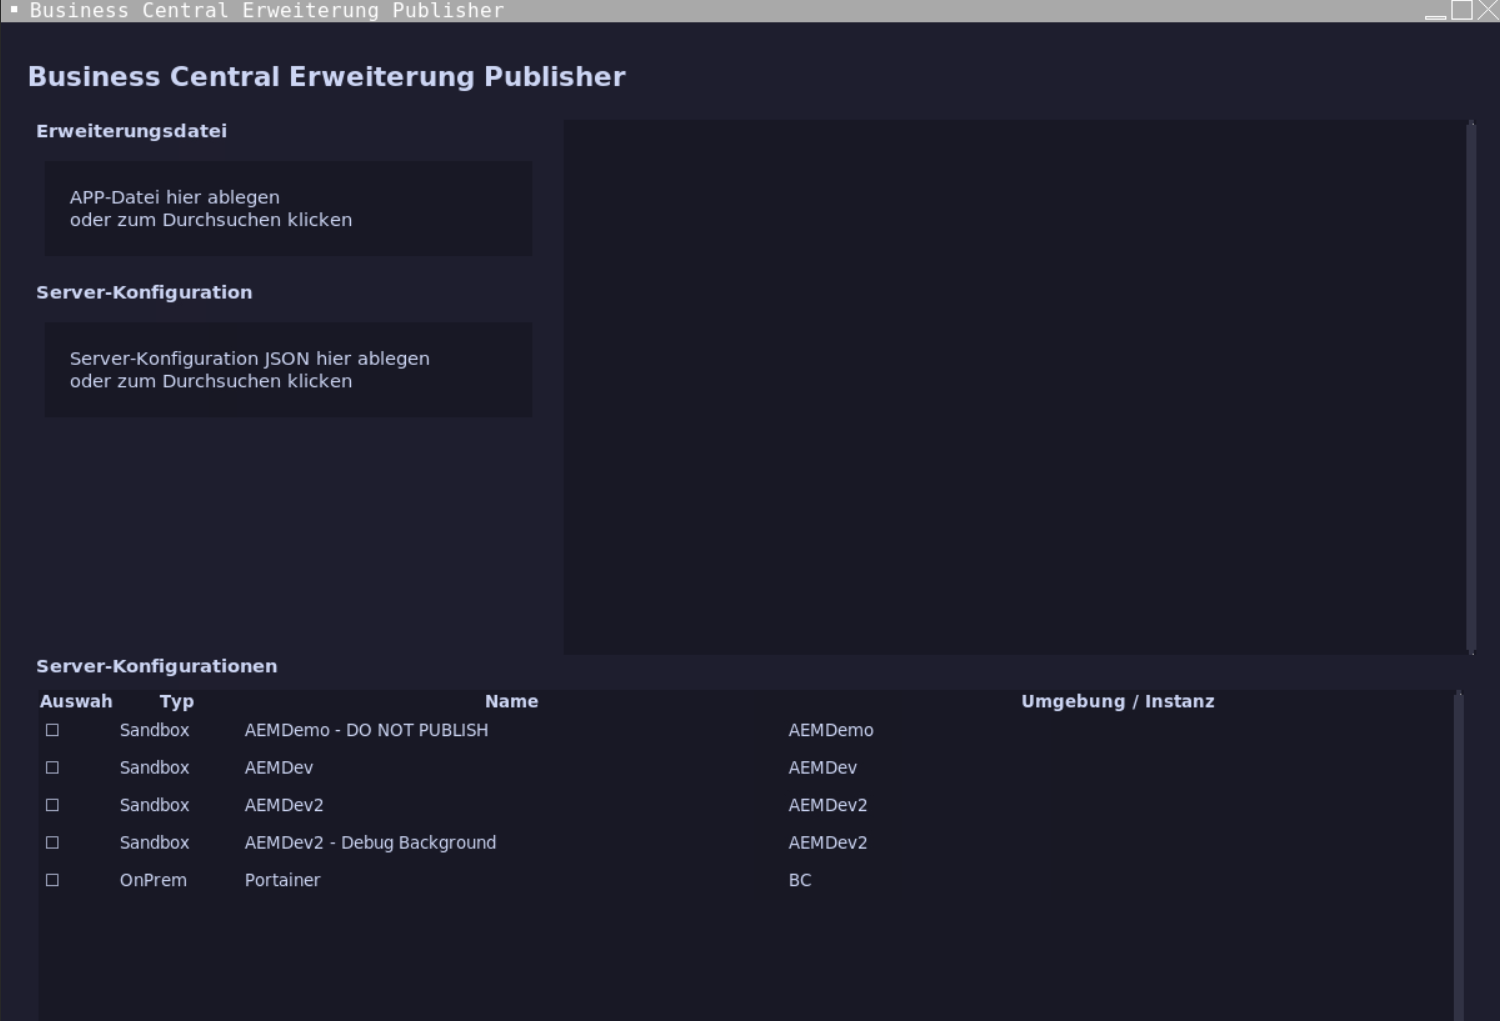 Business Central Erweiterung Publisher
Business Central Erweiterung Publisher
Erweiterungsdatei
APP-Datei hier ablegen
oder zum Durchsuchen klicken
Server-Konfiguration
Server-Konfiguration JSON hier ablegen
oder zum Durchsuchen klicken
Server-Konfigurationen
Auswah Typ Name Umgebung / Instanz
☐ Sandbox AEMDemo - DO NOT PUBLISH AEMDemo
☐ Sandbox AEMDev AEMDev
☐ Sandbox AEMDev2 AEMDev2
☐ Sandbox AEMDev2 - Debug Background AEMDev2
☐ OnPrem Portainer BC